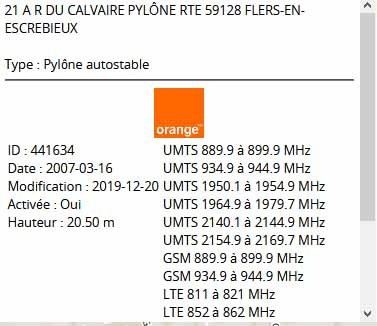 21 A R DU CALVAIRE PYLÔNE RTE 59128 FLERS-EN-
ESCREBIEUX
Type : Pylône autostable
orange™
ID : 441634
Date : 2007-03-16
Modification : 2019-12-20
Activée : Oui
Hauteur : 20.50 m
UMTS 889.9 à 899.9 MHz
UMTS 934.9 à 944.9 MHz
UMTS 1950.1 à 1954.9 MHz
UMTS 1964.9 à 1979.7 MHz
UMTS 2140.1 à 2144.9 MHz
UMTS 2154.9 à 2169.7 MHz
GSM 889.9 à 899.9 MHz
GSM 934.9 à 944.9 MHz
LTE 811 à 821 MHz
LTE 852 à 862 MHz